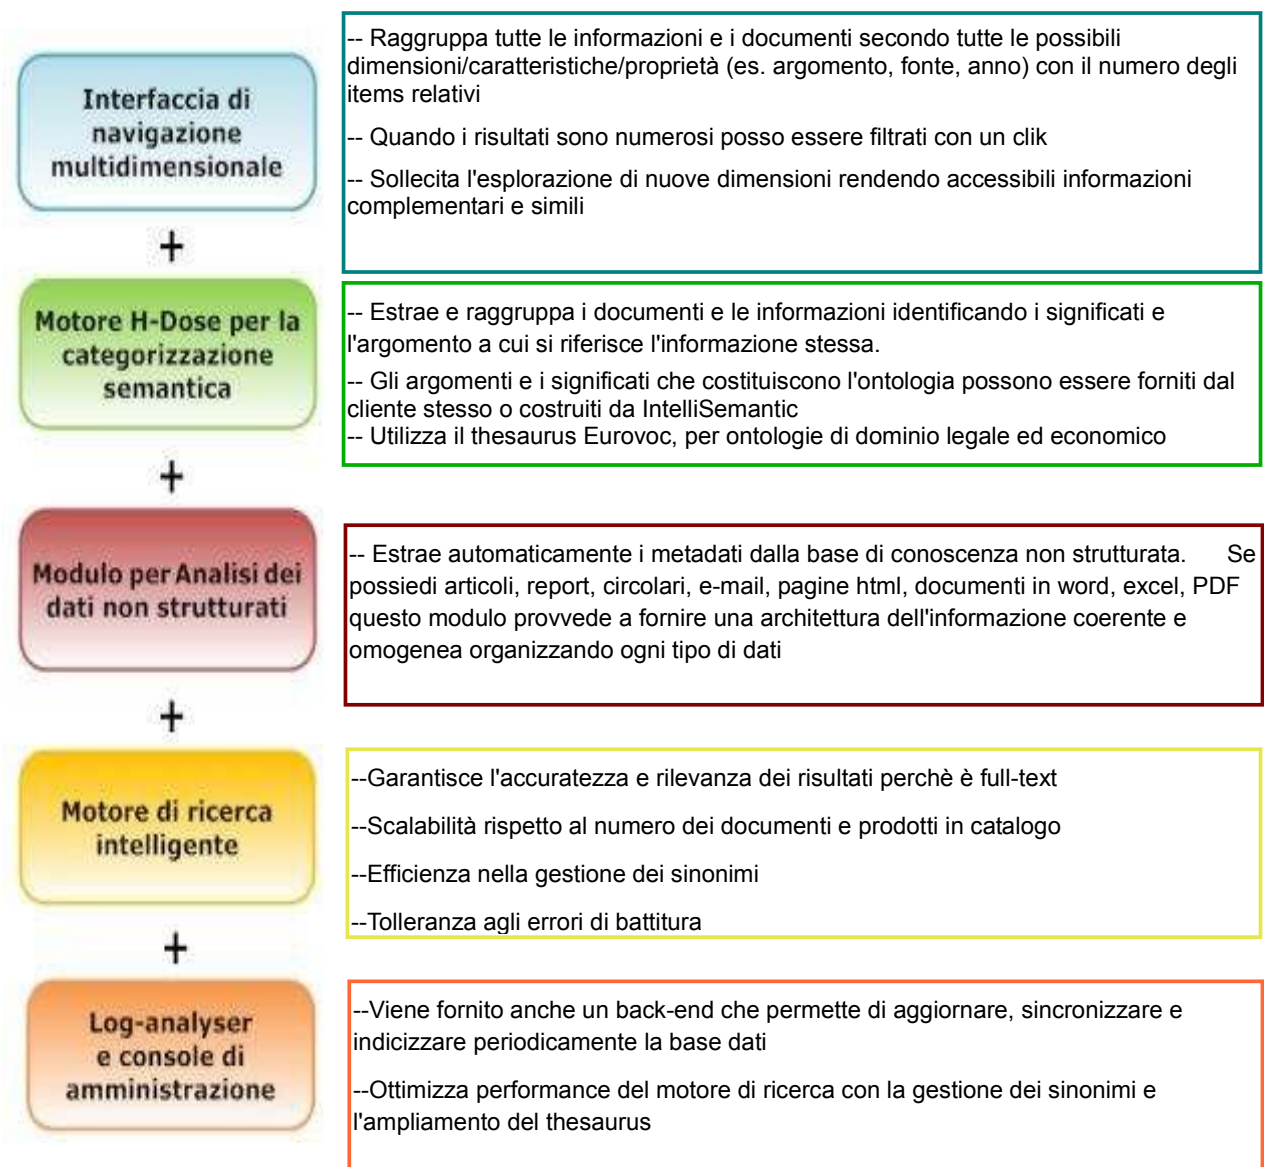 Interfaccia di
navigazione
multidimensionale
-- Raggruppa tutte le informazioni e i documenti secondo tutte le possibili
dimensioni/caratteristiche/proprietà (es. argomento, fonte, anno) con il numero degli
items relativi
-- Quando i risultati sono numerosi posso essere filtrati con un clik
-- Sollecita l'esplorazione di nuove dimensioni rendendo accessibili informazioni
complementari e simili
+
Motore H-Dose per la
categorizzazione
semantica
-- Estrae e raggruppa i documenti e le informazioni identificando i significati e
l'argomento a cui si riferisce l'informazione stessa.
-- Gli argomenti e i significati che costituiscono l'ontologia possono essere forniti dal
cliente stesso o costruiti da IntelliSemantic
-- Utilizza il thesaurus Eurovoc, per ontologie di dominio legale ed economico
+
Modulo per Analisi dei
dati non strutturati
-- Estrae automaticamente i metadati dalla base di conoscenza non strutturata. Se
possiedi articoli, report, circolari, e-mail, pagine html, documenti in word, excel, PDF
questo modulo provvede a fornire una architettura dell'informazione coerente e
omogenea organizzando ogni tipo di dati
+
Motore di ricerca
intelligente
--Garantisce l'accuratezza e rilevanza dei risultati perchè è full-text
--Scalabilità rispetto al numero dei documenti e prodotti in catalogo
--Efficienza nella gestione dei sinonimi
--Tolleranza agli errori di battitura
+
Log-analyser
e console di
amministrazione
--Viene fornito anche un back-end che permette di aggiornare, sincronizzare e
indicizzare periodicamente la base dati
--Ottimizza performance del motore di ricerca con la gestione dei sinonimi e
l'ampliamento del thesaurus